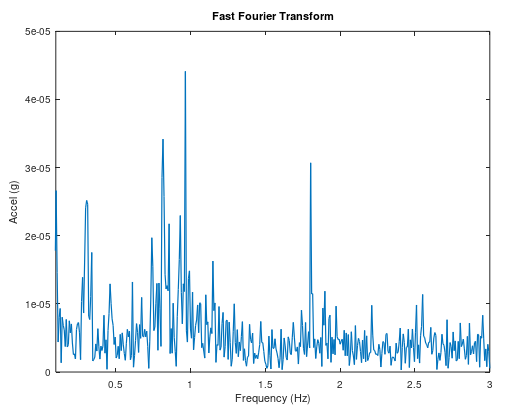 Fast Fourier Transform
5e-05
4e-05
3e-05
2e-05
1e-05
0
0.5
1
1.5
2
2.5
3
Accel (g)
Frequency (Hz)